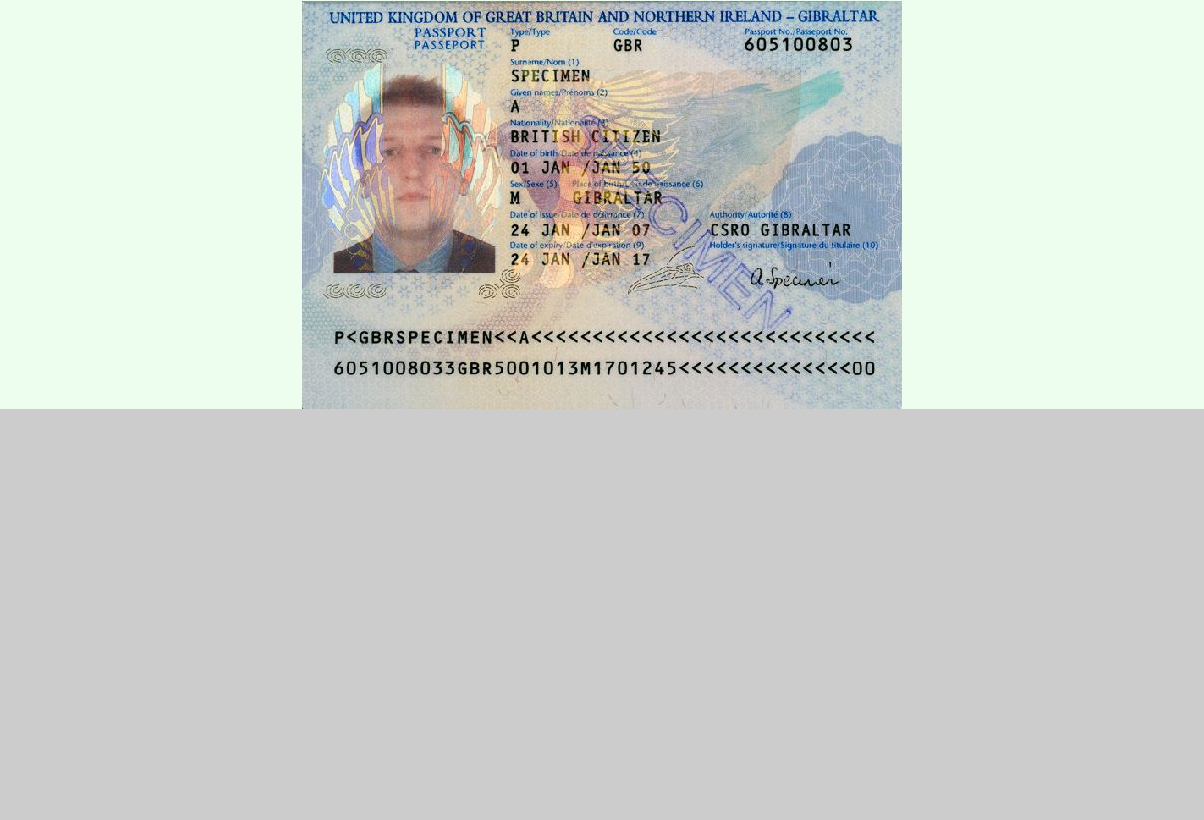 UNITED KINGDOM OF GREAT BRITAIN AND NORTHERN IRELAND – GIBRALTAR
PASSPORT Type/Type Code/Code Passport No./Passeport No.
PASSEPORT P GBR 605100803
Surname/Nom (1)
SPECIMEN
Given names/Prénoms (2)
A
Nationality/Nationalité (3)
BRITISH CITIZEN
Date of birth/Date de naissance (4)
01 JAN /JAN 50
Sex/Sexe (5) Place of birth/Lieu de naissance (6)
M GIBRALTAR
Date of issue/Date de délivrance (7) Authority/Autorité (8)
24 JAN /JAN 07 CSRO GIBRALTAR
Date of expiry/Date d'expiration (9) Holder's signature/Signature du titulaire (10)
24 JAN /JAN 17 A Specimen
SPECIMEN
P<GBRSPECIMEN<<A<<<<<<<<<<<<<<<<<<<<<<<<<<<<
6051008033GBR5001013M1701245<<<<<<<<<<<<<<00